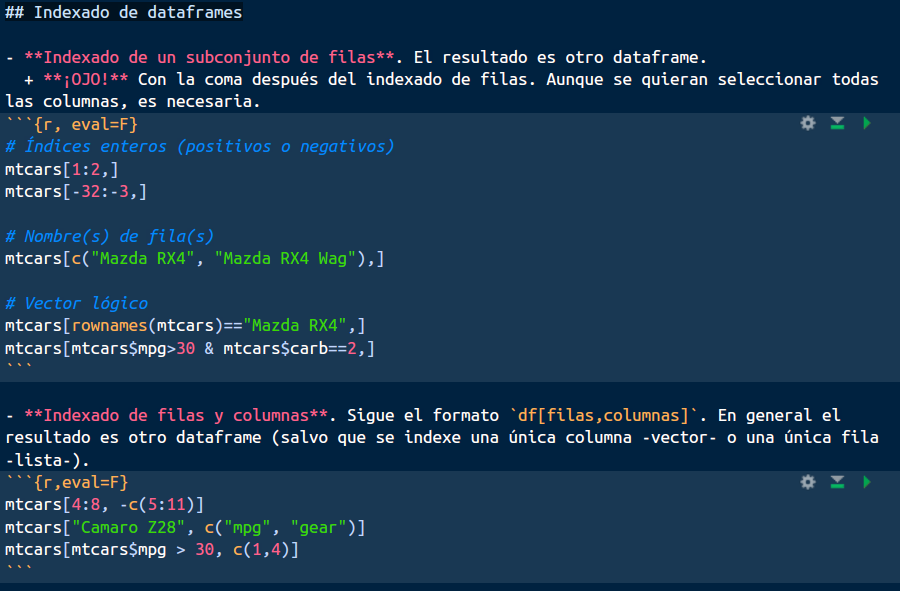 ## Indexado de dataframes
- **Indexado de un subconjunto de filas**. El resultado es otro dataframe.
+ **¡OJO!** Con la coma después del indexado de filas. Aunque se quieran seleccionar todas
las columnas, es necesaria.
```{r, eval=F}
# Índices enteros (positivos o negativos)
mtcars[1:2,]
mtcars[-32:-3,]
# Nombre(s) de fila(s)
mtcars[c("Mazda RX4", "Mazda RX4 Wag"),]
# Vector lógico
mtcars[rownames(mtcars)=="Mazda RX4",]
mtcars[mtcars$mpg>30 & mtcars$carb==2,]
```
- **Indexado de filas y columnas**. Sigue el formato `df[filas,columnas]`. En general el
resultado es otro dataframe (salvo que se indexe una única columna -vector- o una única fila
-lista-).
```{r,eval=F}
mtcars[4:8, -c(5:11)]
mtcars["Camaro Z28", c("mpg", "gear")]
mtcars[mtcars$mpg > 30, c(1,4)]
```